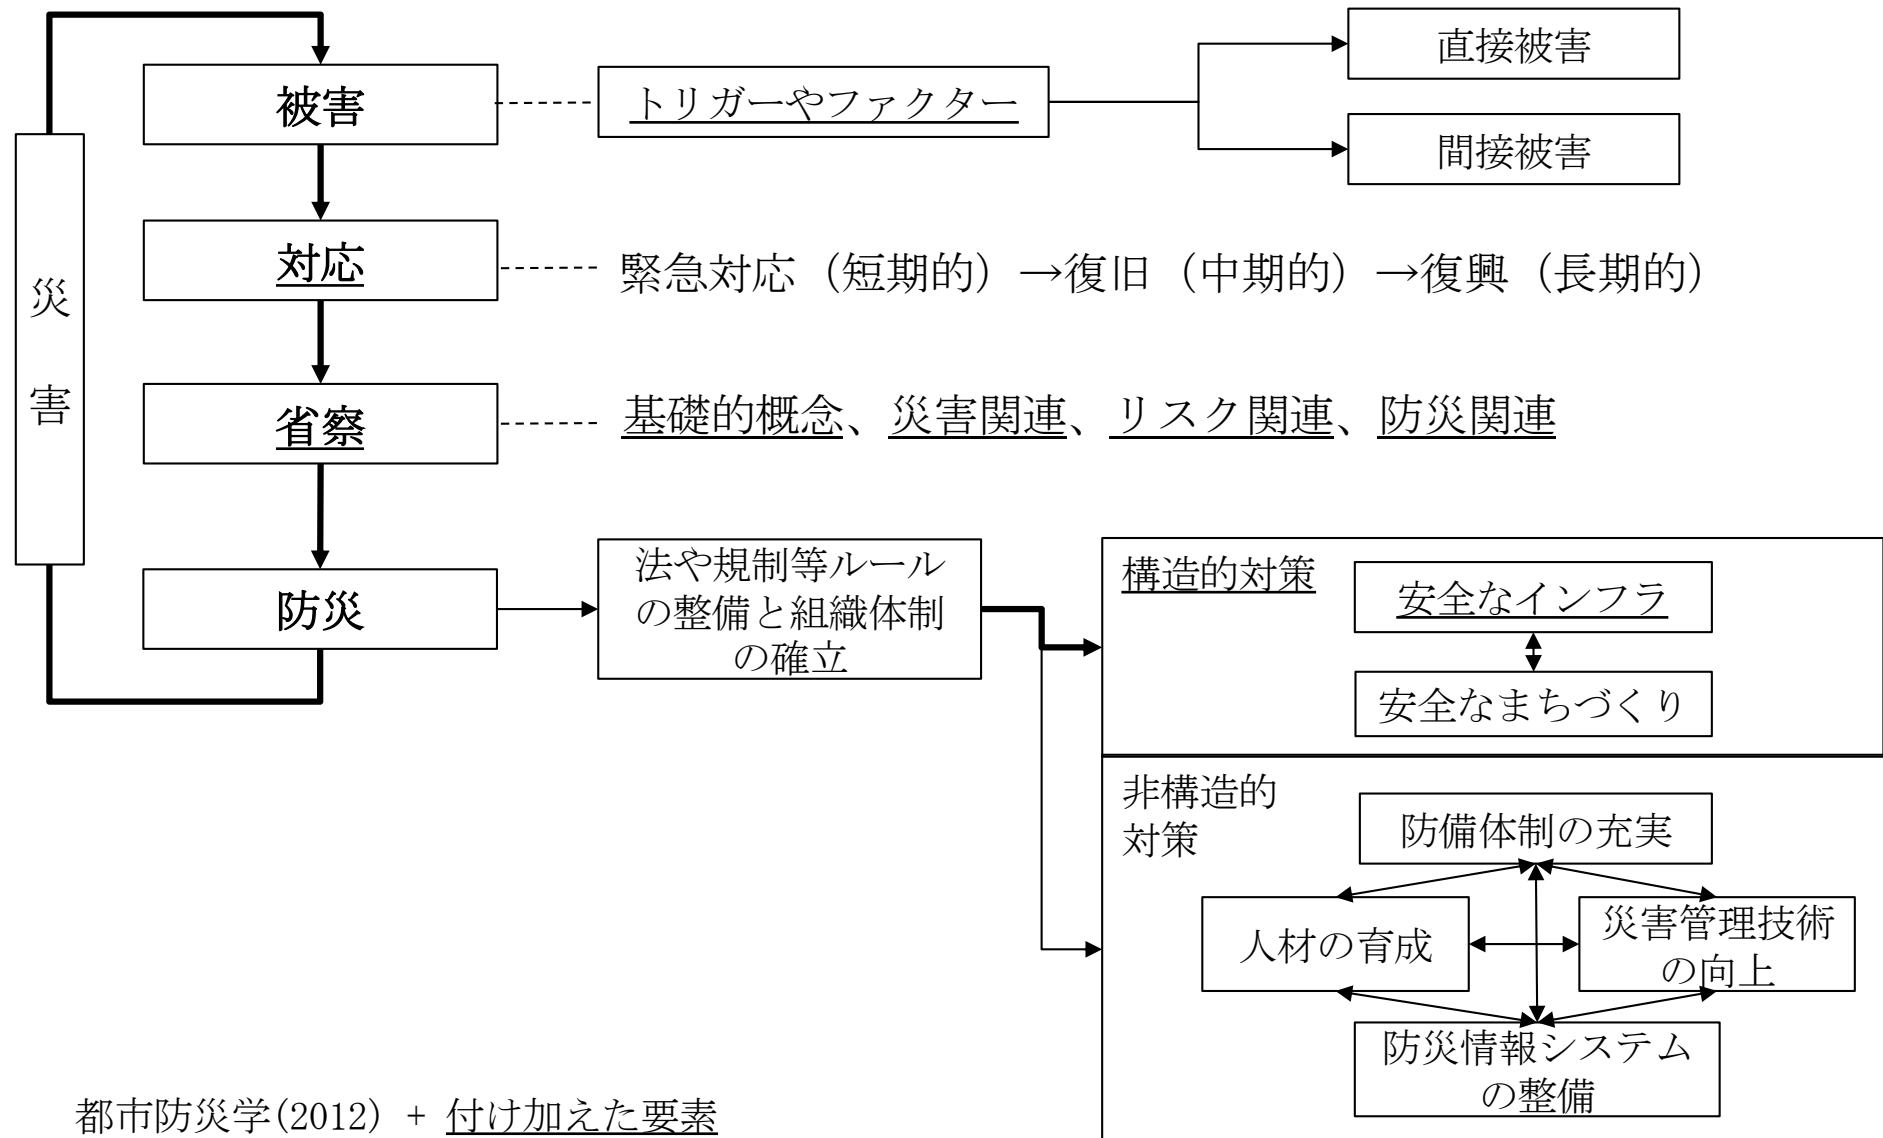 直接被害
被害
トリガーやファクター
間接被害
災
害
対応
緊急対応（短期的）→復旧（中期的）→復興（長期的）
省察
基礎的概念、災害関連、リスク関連、防災関連
防災
法や規制等ルール
の整備と組織体制
の確立
構造的対策
安全なインフラ
安全なまちづくり
非構造的
対策
防備体制の充実
人材の育成
災害管理技術
の向上
防災情報システム
の整備
都市防災学(2012) + 付け加えた要素